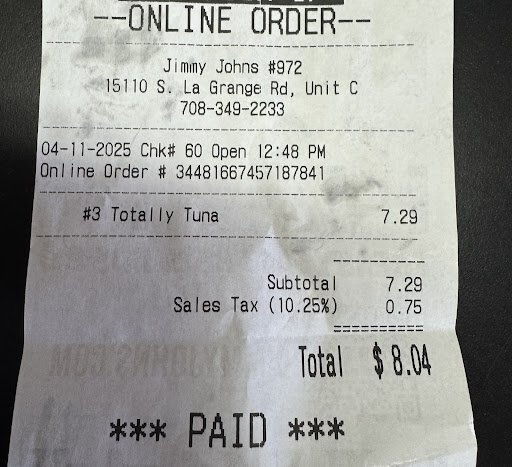 --ONLINE ORDER--
Jimmy Johns #972
15110 S. La Grange Rd, Unit C
708-349-2233
04-11-2025 Chk# 60 Open 12:48 PM
Online Order # 34481667457187841
#3 Totally Tuna 7.29
Subtotal 7.29
Sales Tax (10.25%) 0.75
Total $ 8.04
*** PAID ***